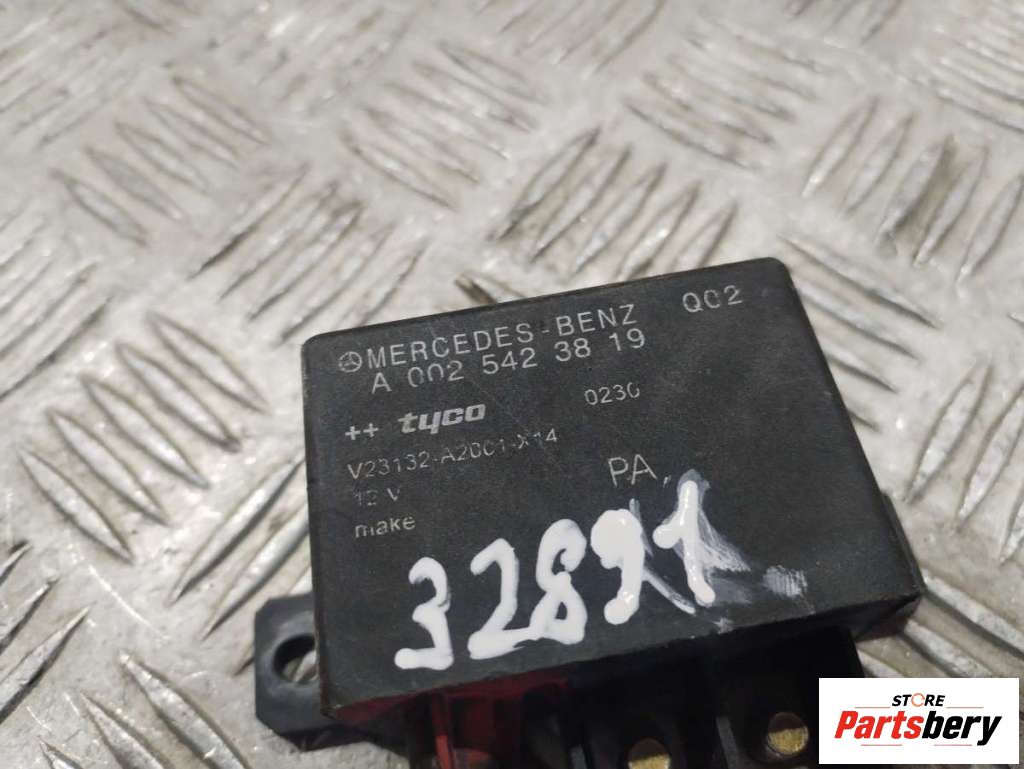 MERCEDES-BENZ Q02
A 002 542 38 19
++ tyco 0230
V23132-A2001-X14
12 V PA,
make
32891
STORE
Partsbery